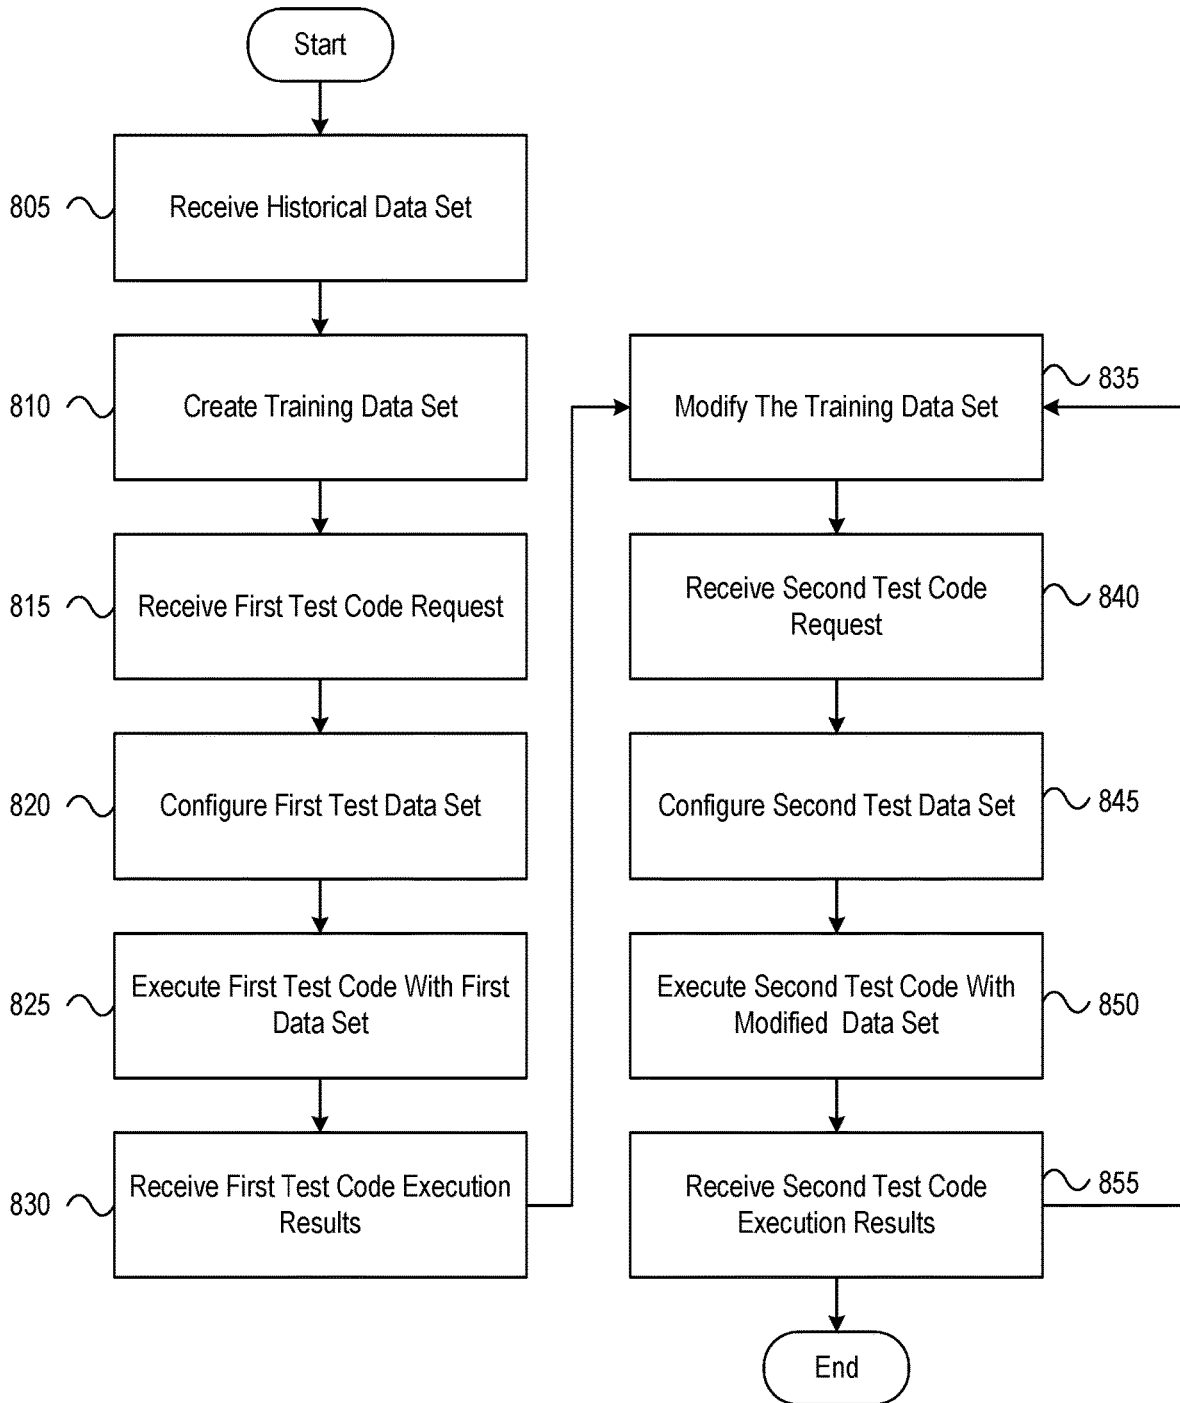 Start
805
Receive Historical Data Set
810
Create Training Data Set
815
Receive First Test Code Request
820
Configure First Test Data Set
825
Execute First Test Code With First
Data Set
830
Receive First Test Code Execution
Results
Modify The Training Data Set
835
Receive Second Test Code
Request
840
Configure Second Test Data Set
845
Execute Second Test Code With
Modified Data Set
850
Receive Second Test Code
Execution Results
855
End